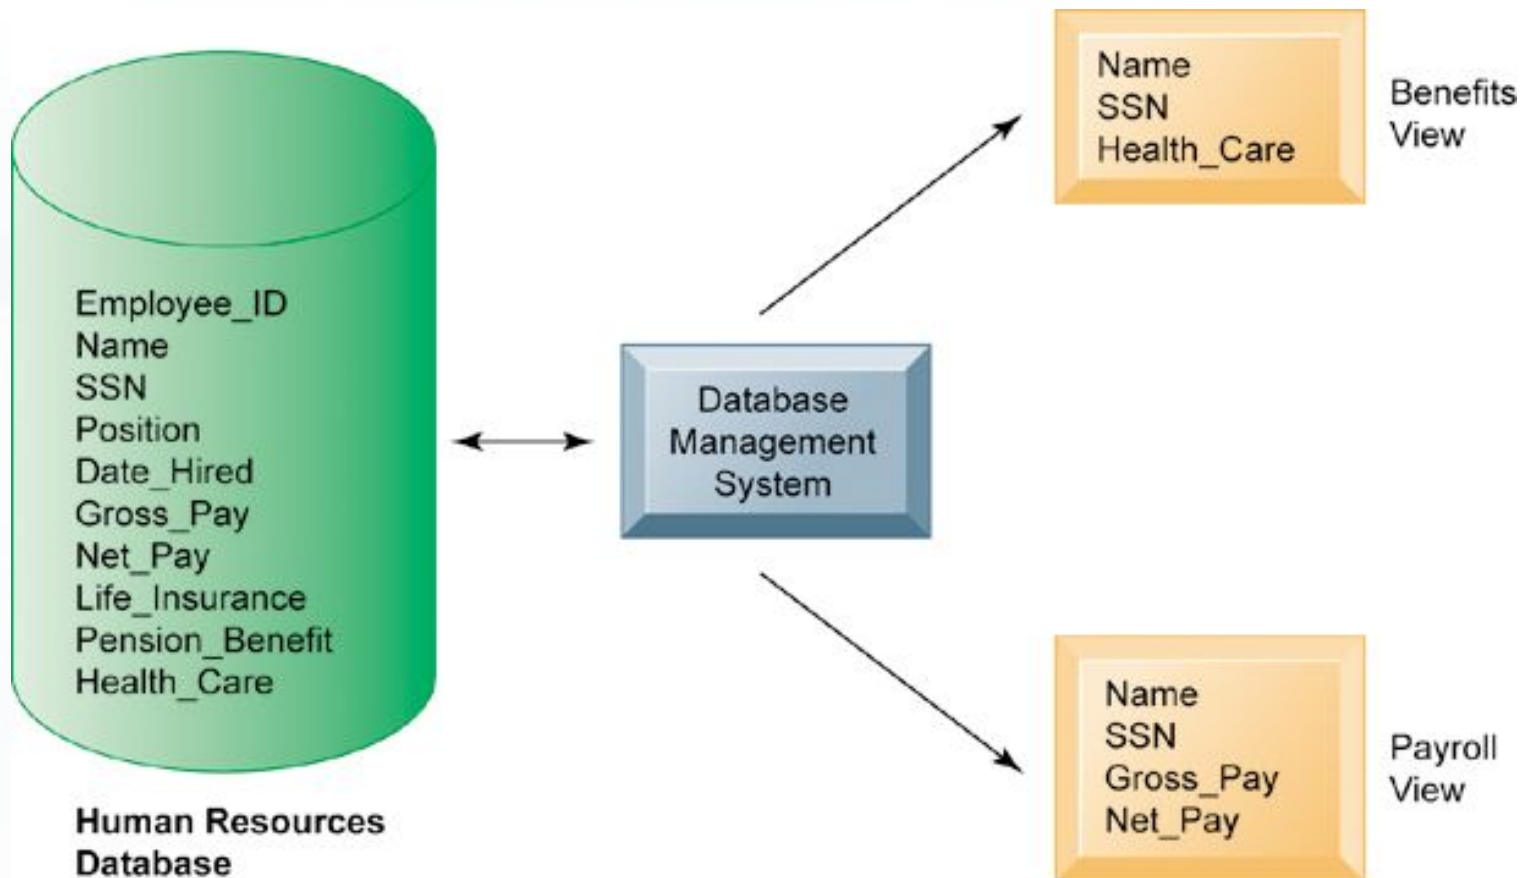 Employee_ID
Name
SSN
Position
Date_Hired
Gross_Pay
Net_Pay
Life_Insurance
Pension_Benefit
Health_Care
Human Resources
Database
Database
Management
System
Name
SSN
Health_Care
Benefits
View
Name
SSN
Gross_Pay
Net_Pay
Payroll
View